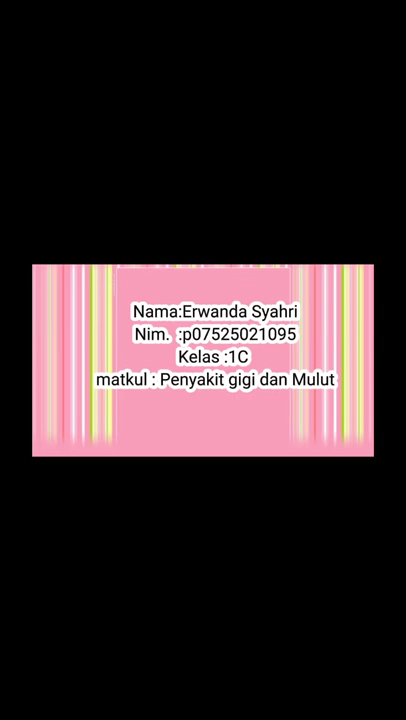 Nama:Erwanda Syahri
Nim. :p07525021095
Kelas :1C
matkul : Penyakit gigi dan Mulut